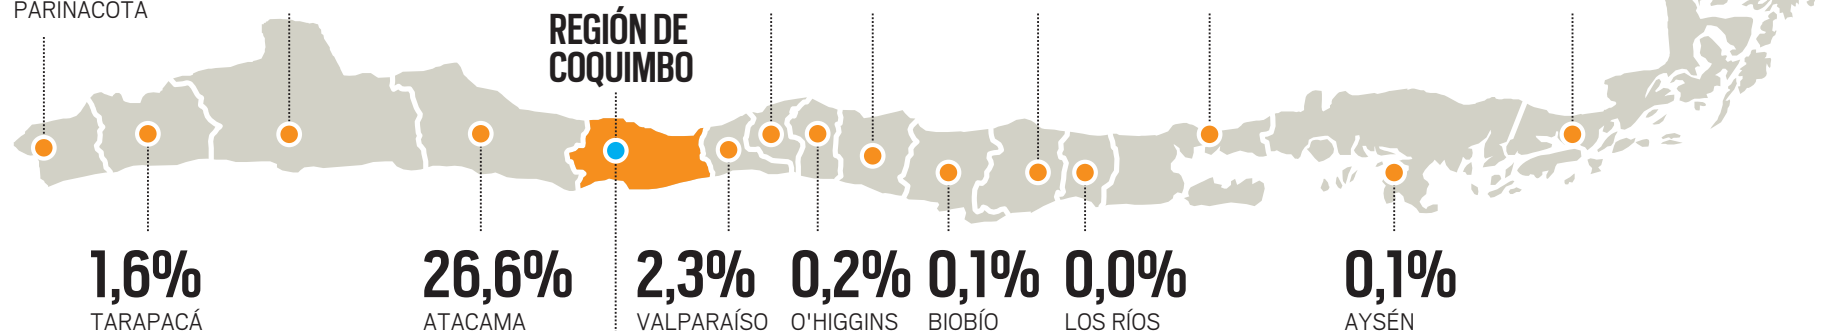 PARINACOTA
REGIÓN DE
COQUIMBO
1,6%
TARAPACÁ
26,6%
ATACAMA
2,3%
VALPARAÍSO
0,2%
O'HIGGINS
0,1%
BIOBÍO
0,0%
LOS RÍOS
0,1%
AYSÉN